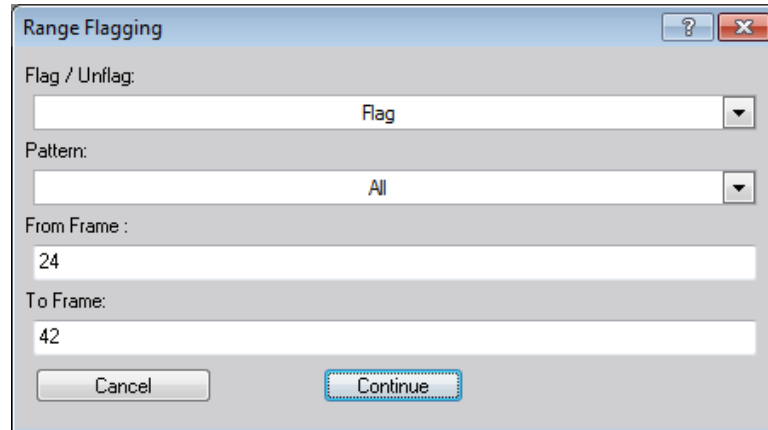 Range Flagging
Flag / Unflag:
Flag
Pattern:
All
From Frame :
24
To Frame:
42
Cancel Continue